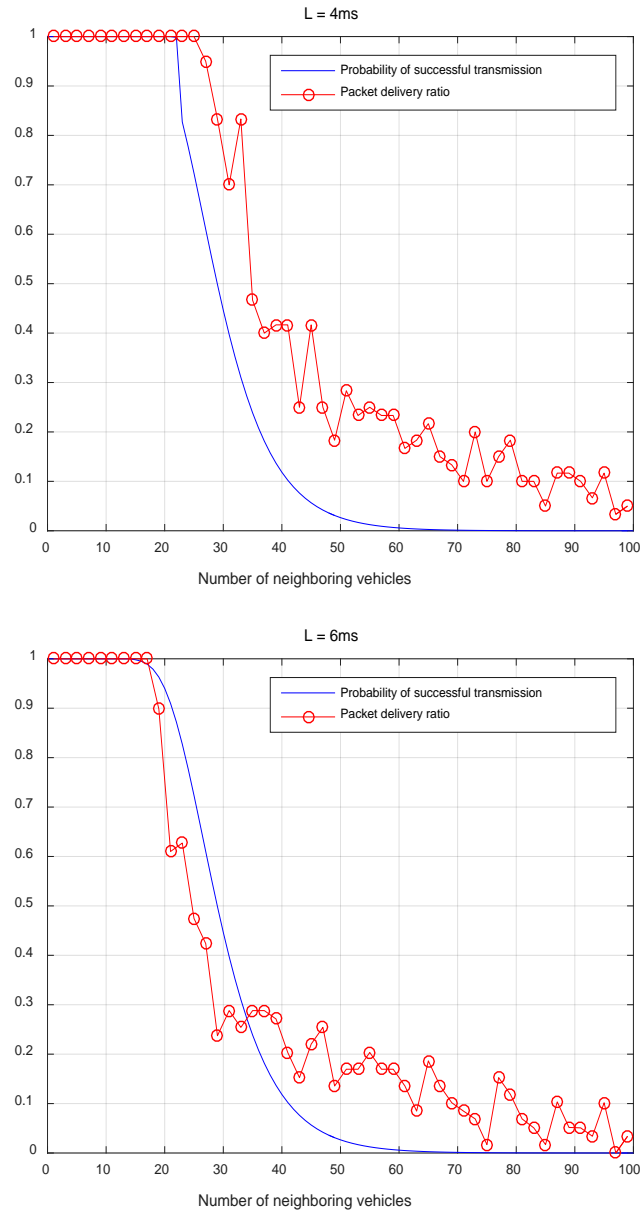 L = 4ms
1
Probability of successful transmission
0.9
Packet delivery ratio
0.8
0.7
0.6
0.5
0.4
0.3
0.2
0.1
0
0 10 20 30 40 50 60 70 80 90 100
Number of neighboring vehicles
L = 6ms
1
Probability of successful transmission
0.9
Packet delivery ratio
0.8
0.7
0.6
0.5
0.4
0.3
0.2
0.1
0
0 10 20 30 40 50 60 70 80 90 100
Number of neighboring vehicles